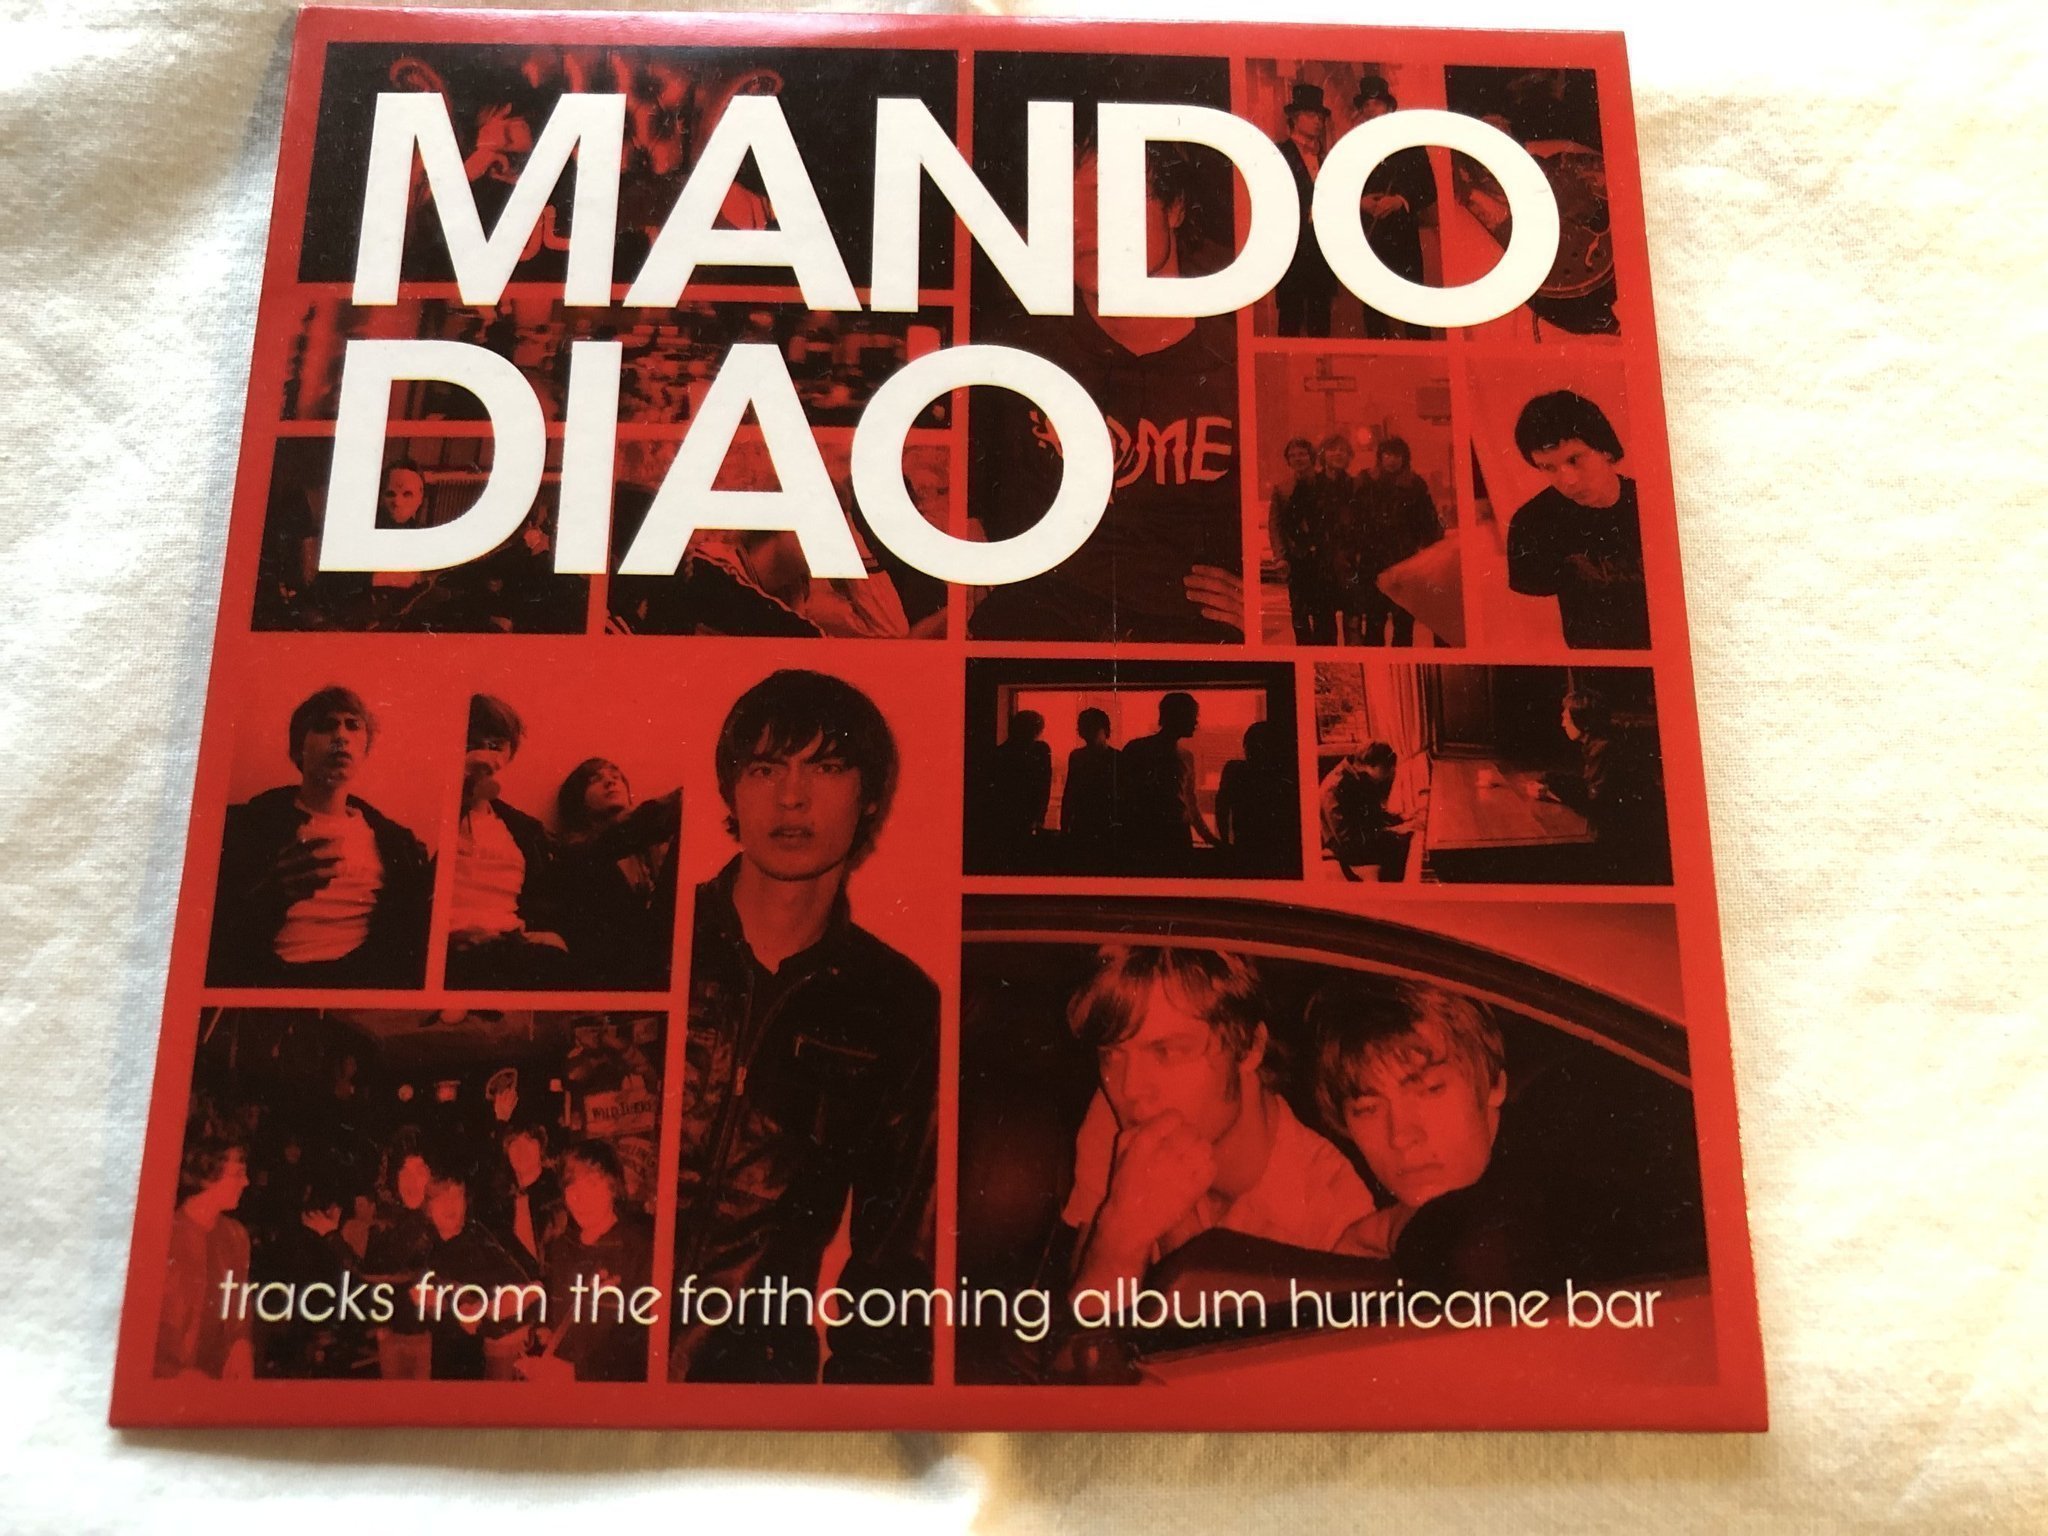 MANDO
DIAO
tracks from the forthcoming album hurricane bar